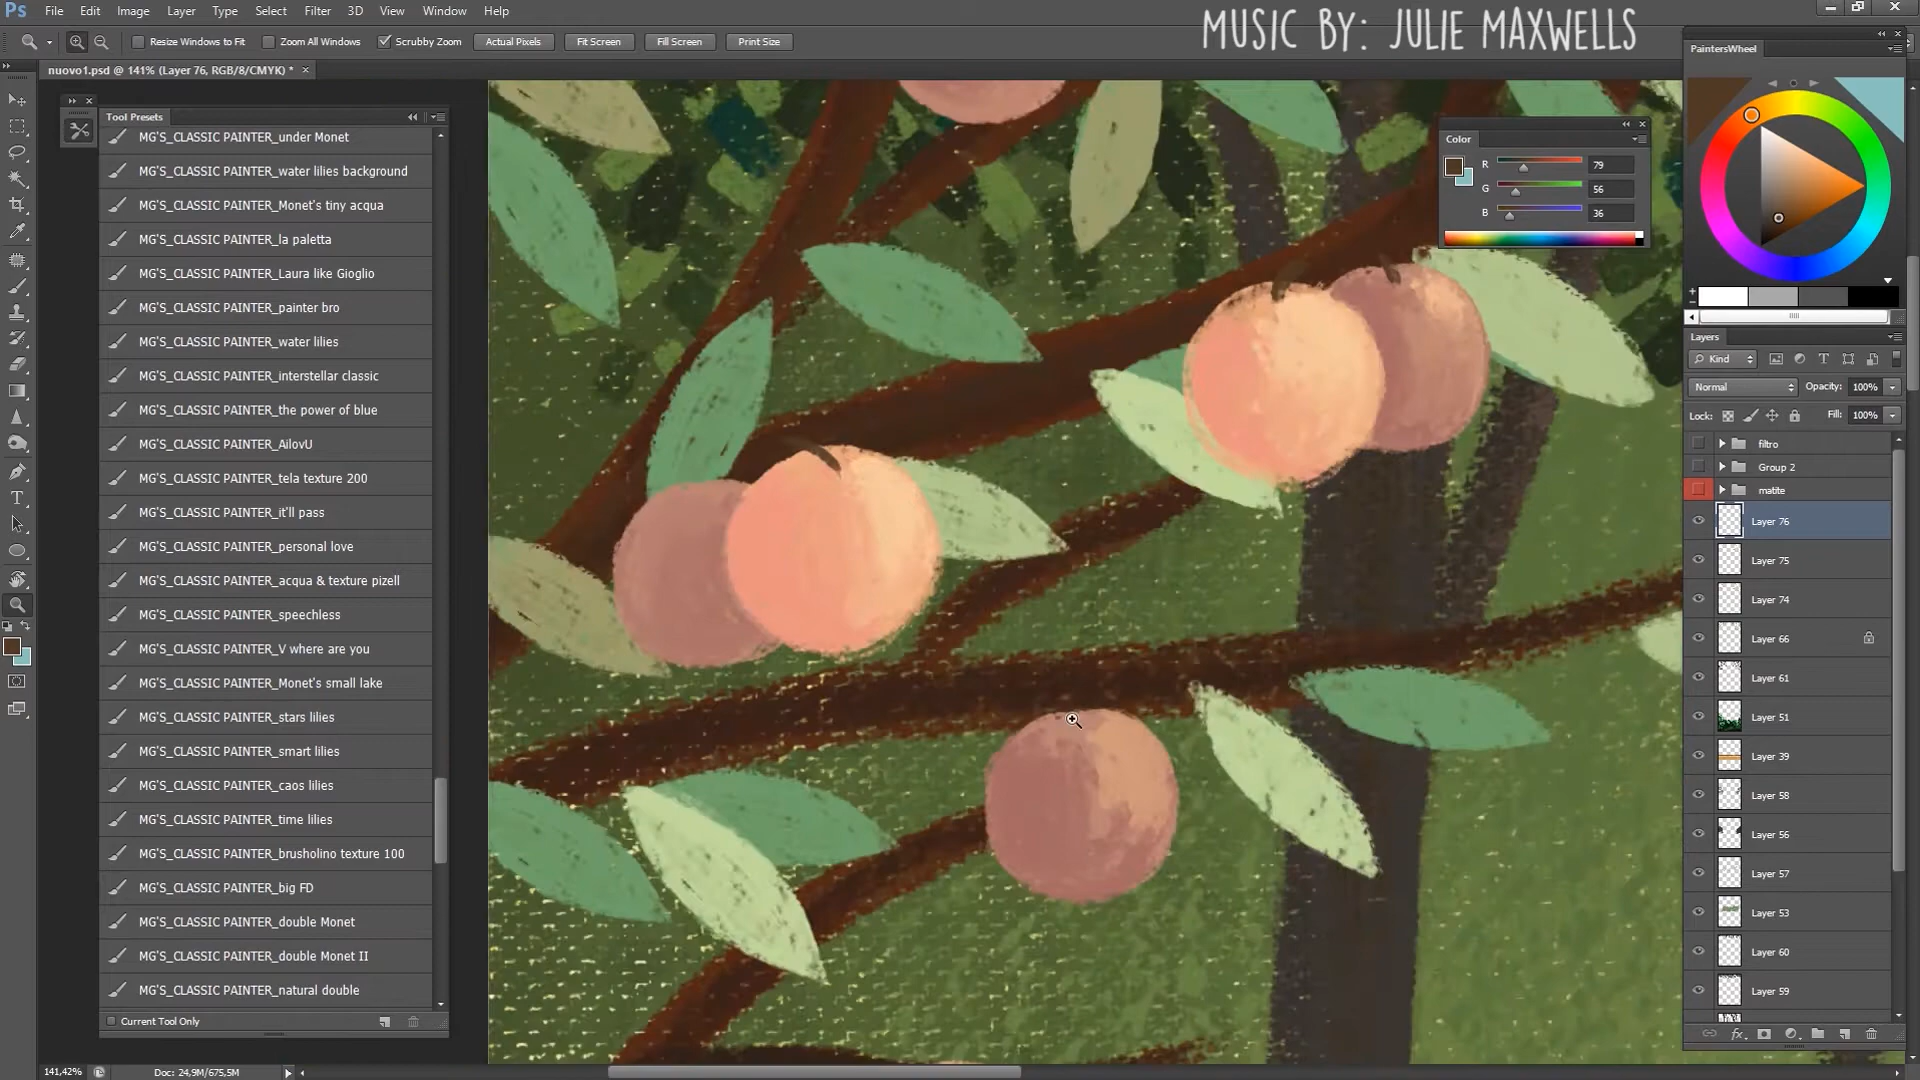 MUSIC BY: JULIE MAXWELLS
Ps File Edit Image Layer Type Select Filter 3D View Window Help
Resize Windows to Fit Zoom All Windows Scrubby Zoom Actual Pixels Fit Screen Fill Screen Print Size
nuovo1.psd @ 141% (Layer 76, RGB/8/CMYK) *
Tool Presets
MG'S_CLASSIC PAINTER_under Monet
MG'S_CLASSIC PAINTER_water lilies background
MG'S_CLASSIC PAINTER_Monet's tiny acqua
MG'S_CLASSIC PAINTER_la paletta
MG'S_CLASSIC PAINTER_Laura like Gioglio
MG'S_CLASSIC PAINTER_painter bro
MG'S_CLASSIC PAINTER_water lilies
MG'S_CLASSIC PAINTER_interstellar classic
MG'S_CLASSIC PAINTER_the power of blue
MG'S_CLASSIC PAINTER_AilovU
MG'S_CLASSIC PAINTER_tela texture 200
MG'S_CLASSIC PAINTER_it'll pass
MG'S_CLASSIC PAINTER_personal love
MG'S_CLASSIC PAINTER_acqua & texture pizell
MG'S_CLASSIC PAINTER_speechless
MG'S_CLASSIC PAINTER_V where are you
MG'S_CLASSIC PAINTER_Monet's small lake
MG'S_CLASSIC PAINTER_stars lilies
MG'S_CLASSIC PAINTER_smart lilies
MG'S_CLASSIC PAINTER_caos lilies
MG'S_CLASSIC PAINTER_time lilies
MG'S_CLASSIC PAINTER_brusholino texture 100
MG'S_CLASSIC PAINTER_big FD
MG'S_CLASSIC PAINTER_double Monet
MG'S_CLASSIC PAINTER_double Monet II
MG'S_CLASSIC PAINTER_natural double
Current Tool Only
141,42% Doc: 24,9M/675,5M
Color
R 79
G 56
B 36
PaintersWheel
Layers
Kind
Normal Opacity: 100%
Lock: Fill: 100%
filtro
Group 2
matite
Layer 76
Layer 75
Layer 74
Layer 66
Layer 61
Layer 51
Layer 39
Layer 58
Layer 56
Layer 57
Layer 53
Layer 60
Layer 59
fx